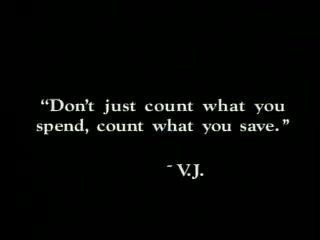 “Don't just count what you
spend, count what you save.”
- V.J.